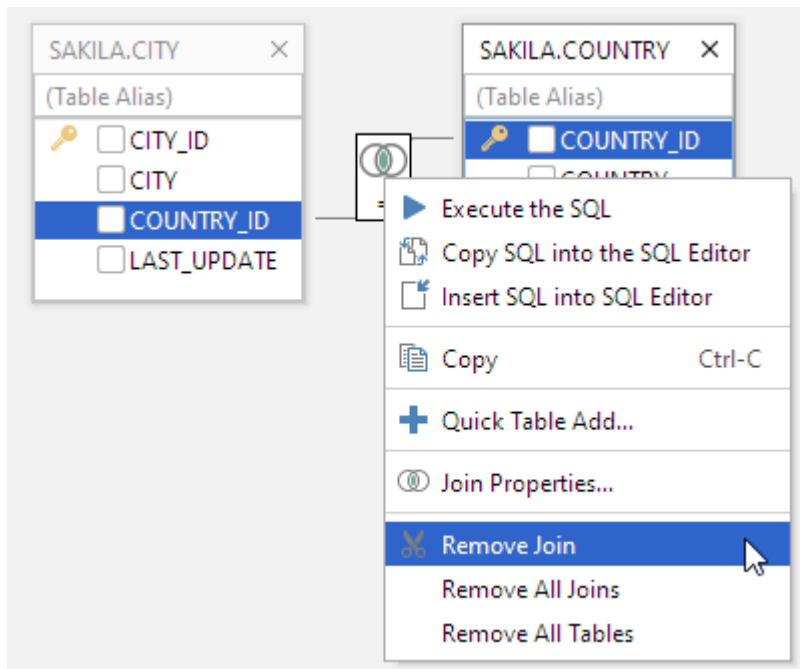 SAKILA.CITY
(Table Alias)
CITY_ID
CITY
COUNTRY_ID
LAST_UPDATE
SAKILA.COUNTRY
(Table Alias)
COUNTRY_ID
COUNTRY
=
Execute the SQL
Copy SQL into the SQL Editor
Insert SQL into SQL Editor
Copy Ctrl-C
Quick Table Add...
Join Properties...
Remove Join
Remove All Joins
Remove All Tables